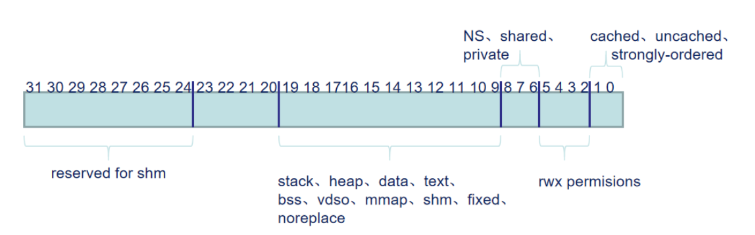 NS、shared、
private
cached、uncached、
strongly-ordered
31 30 29 28 27 26 25 24 23 22 21 20 19 18 1716 15 14 13 12 11 10 9 8 7 6 5 4 3 2 1 0
reserved for shm
stack、heap、data、text、
bss、vdso、mmap、shm、fixed、
noreplace
rwx permisions